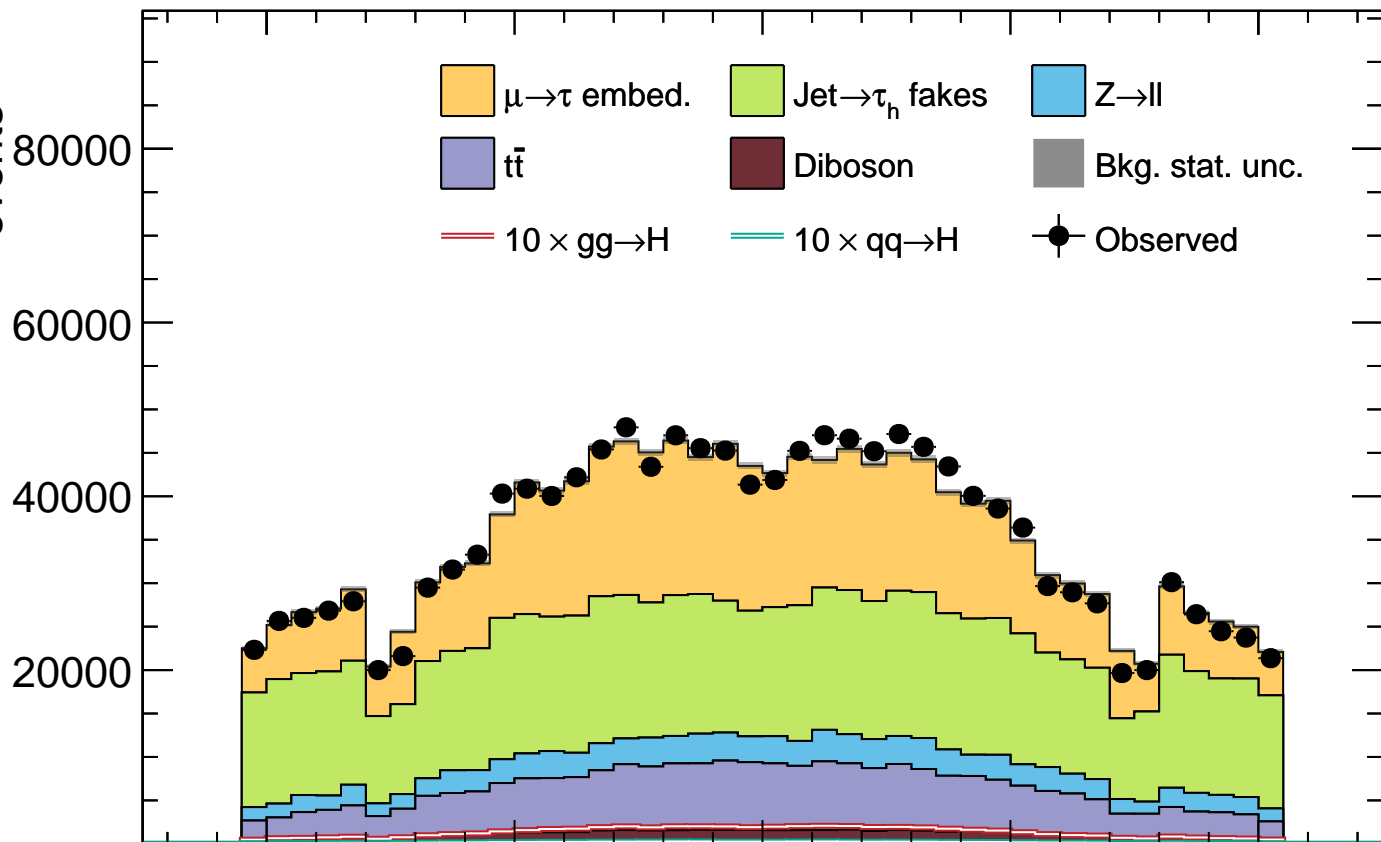 μ→τ embed. Jet→τh fakes Z→ll
tt̄ Diboson Bkg. stat. unc.
10 × gg→H 10 × qq→H Observed
80000
60000
40000
20000